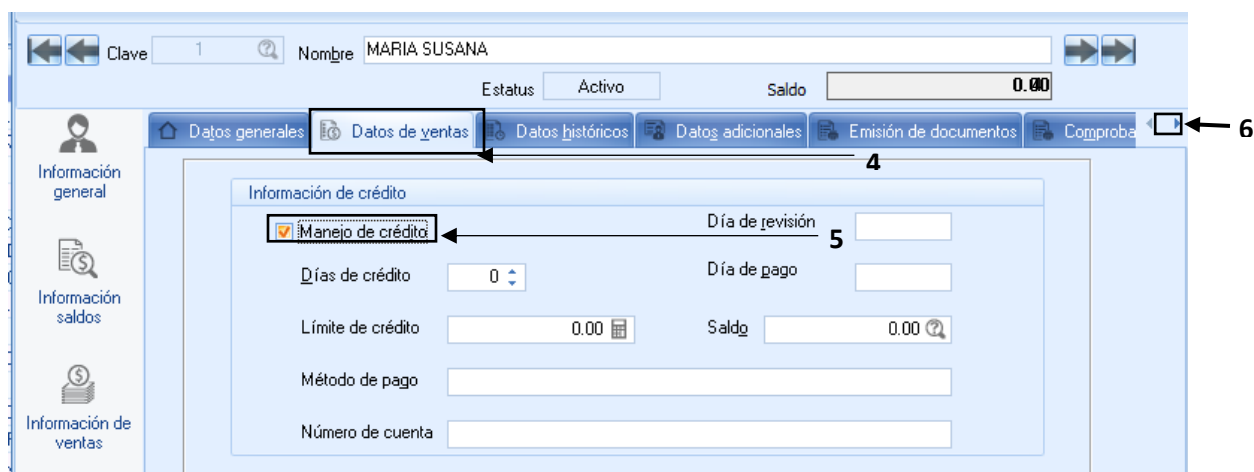 Clave 1 Nombre MARIA SUSANA
Estatus Activo Saldo 0.00
Datos generales Datos de ventas Datos históricos Datos adicionales Emisión de documentos Comproba 6
4
Información general
Información de crédito
Manejo de crédito Día de revisión
5
Días de crédito 0 Día de pago
Información saldos
Límite de crédito 0.00 Saldo 0.00
Método de pago
Información de ventas
Número de cuenta